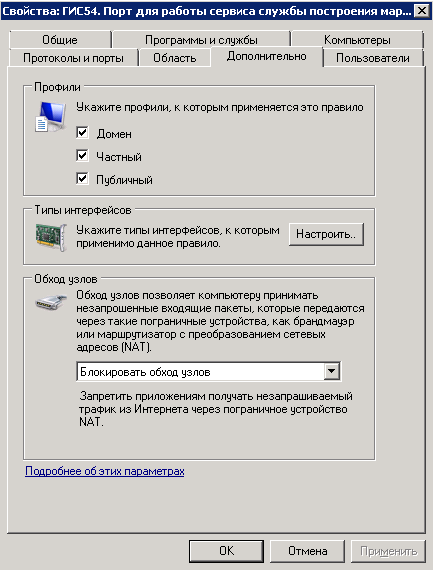 Свойства: ГИС54. Порт для работы сервиса службы построения мар...
Общие
Программы и службы
Компьютеры
Протоколы и порты
Область
Дополнительно
Пользователи
Профили
Укажите профили, к которым применяется это правило
Домен
Частный
Публичный
Типы интерфейсов
Укажите типы интерфейсов, к которым
применимо данное правило.
Настроить..
Обход узлов
Обход узлов позволяет компьютеру принимать
незапрошенные входящие пакеты, которые передаются
через такие пограничные устройства, как брандмауэр
или маршрутизатор с преобразованием сетевых
адресов (NAT).
Блокировать обход узлов
Запретить приложениям получать незапрашиваемый
трафик из Интернета через пограничное устройство
NAT.
Подробнее об этих параметрах
OK
Отмена
Применить